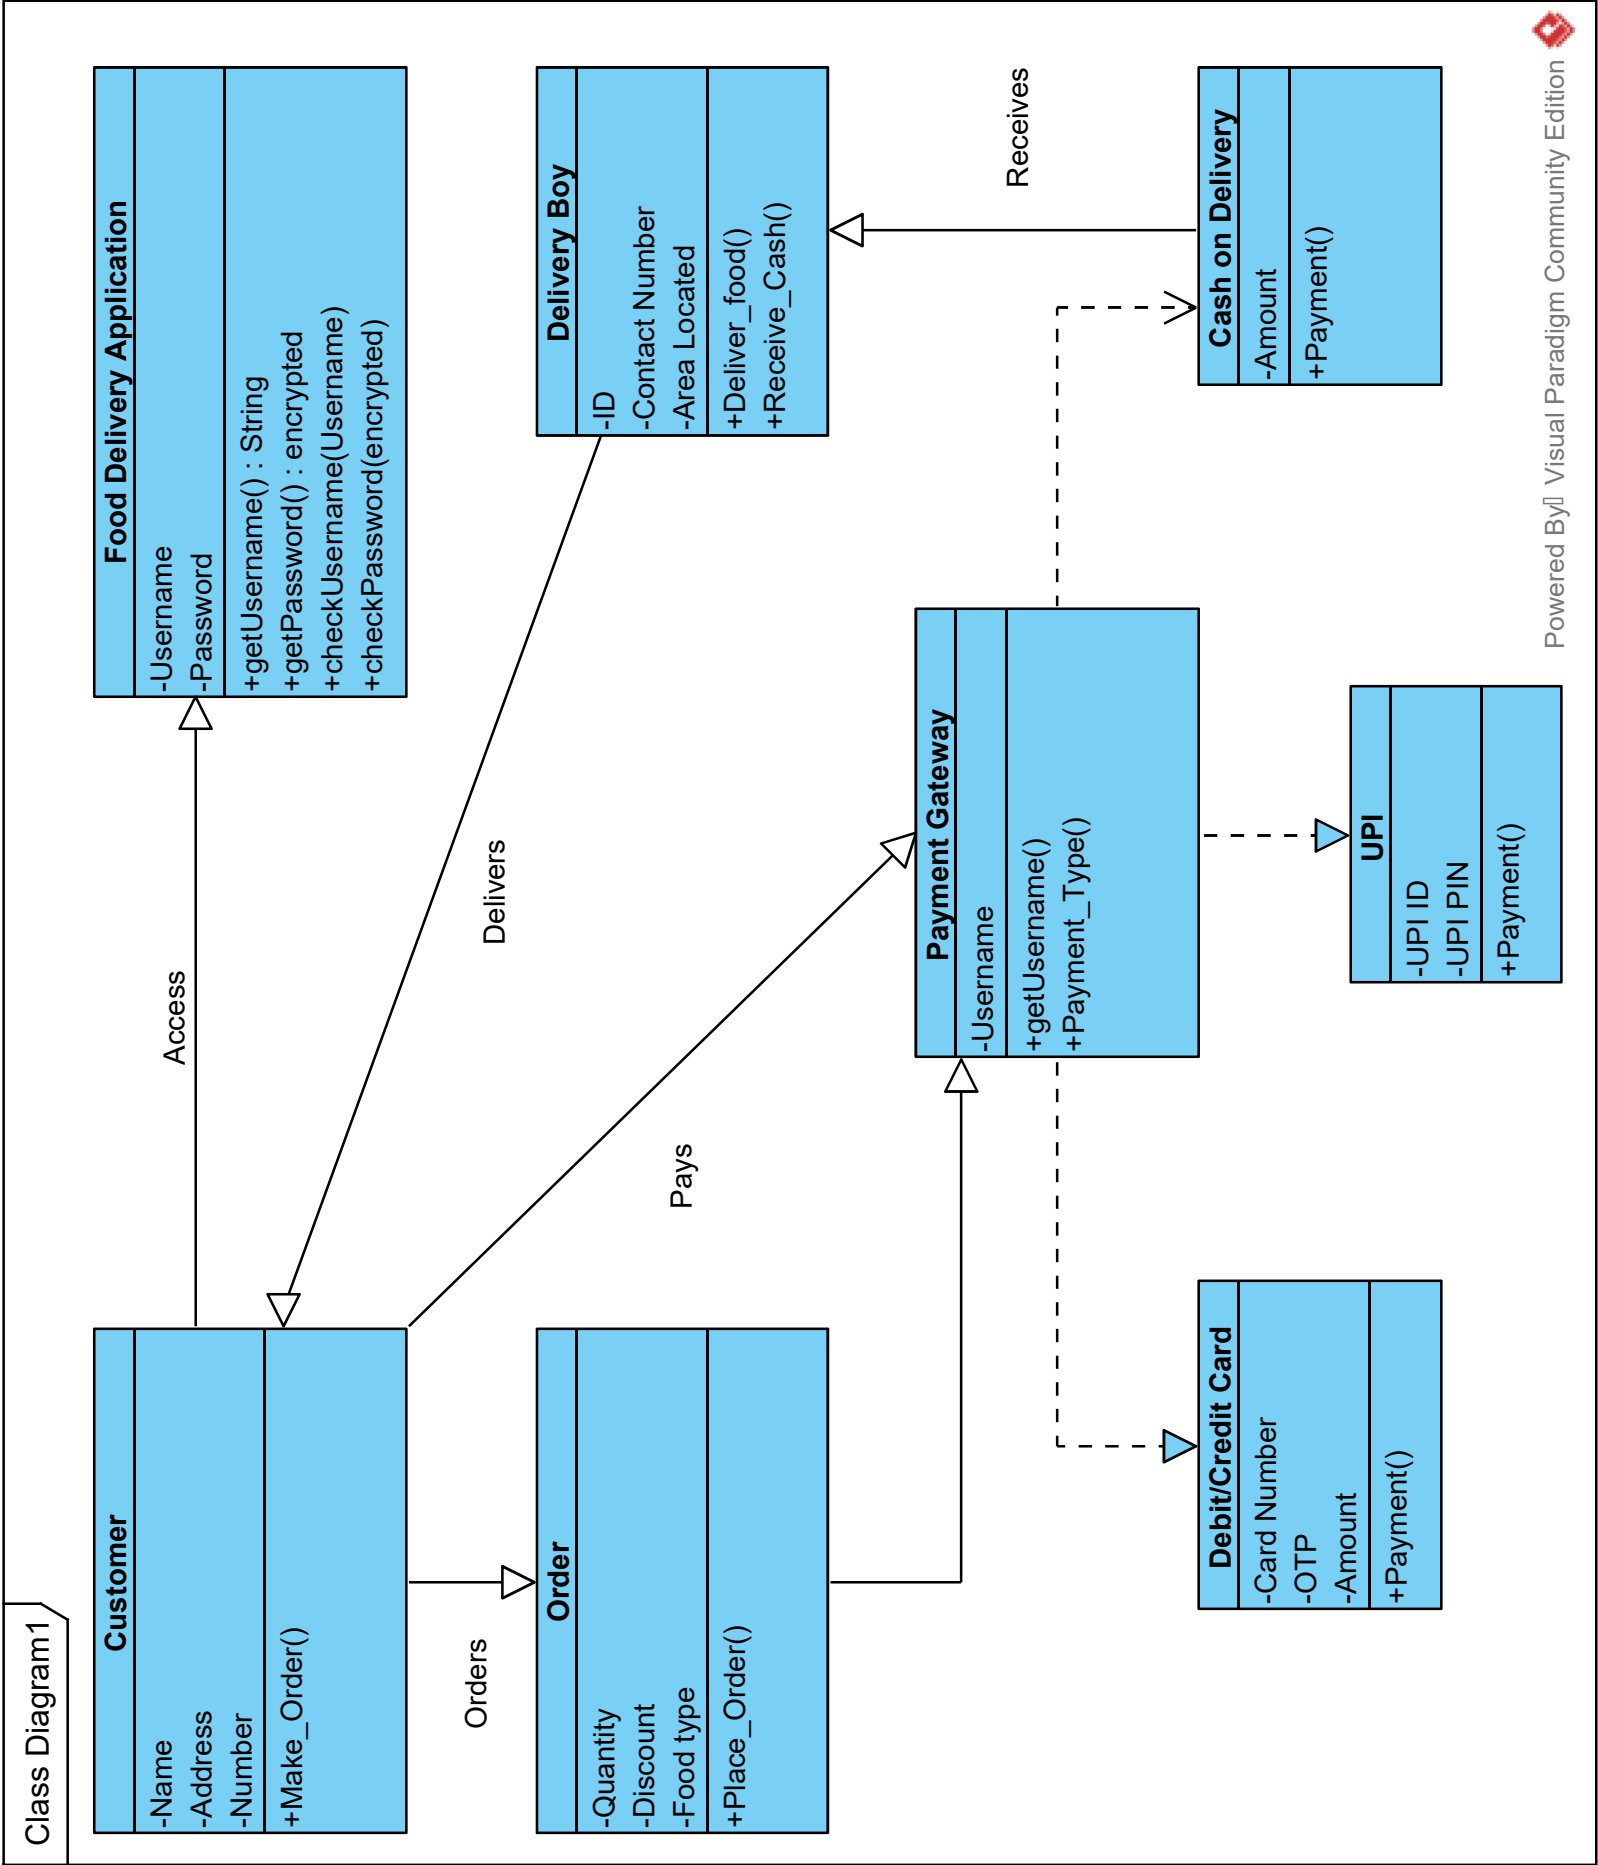 Class Diagram1
Customer
-Name
-Address
-Number
+Make_Order()
Access
Food Delivery Application
-Username
-Password
+getUsername() : String
+getPassword() : encrypted
+checkUsername(Username)
+checkPassword(encrypted)
Orders
Delivers
Order
-Quantity
-Discount
-Food type
+Place_Order()
Pays
Delivery Boy
-ID
-Contact Number
-Area Located
+Deliver_food()
+Receive_Cash()
Payment Gateway
-Username
+getUsername()
+Payment_Type()
Receives
Debit/Credit Card
-Card Number
-OTP
-Amount
+Payment()
UPI
-UPI ID
-UPI PIN
+Payment()
Cash on Delivery
-Amount
+Payment()
Powered By Visual Paradigm Community Edition